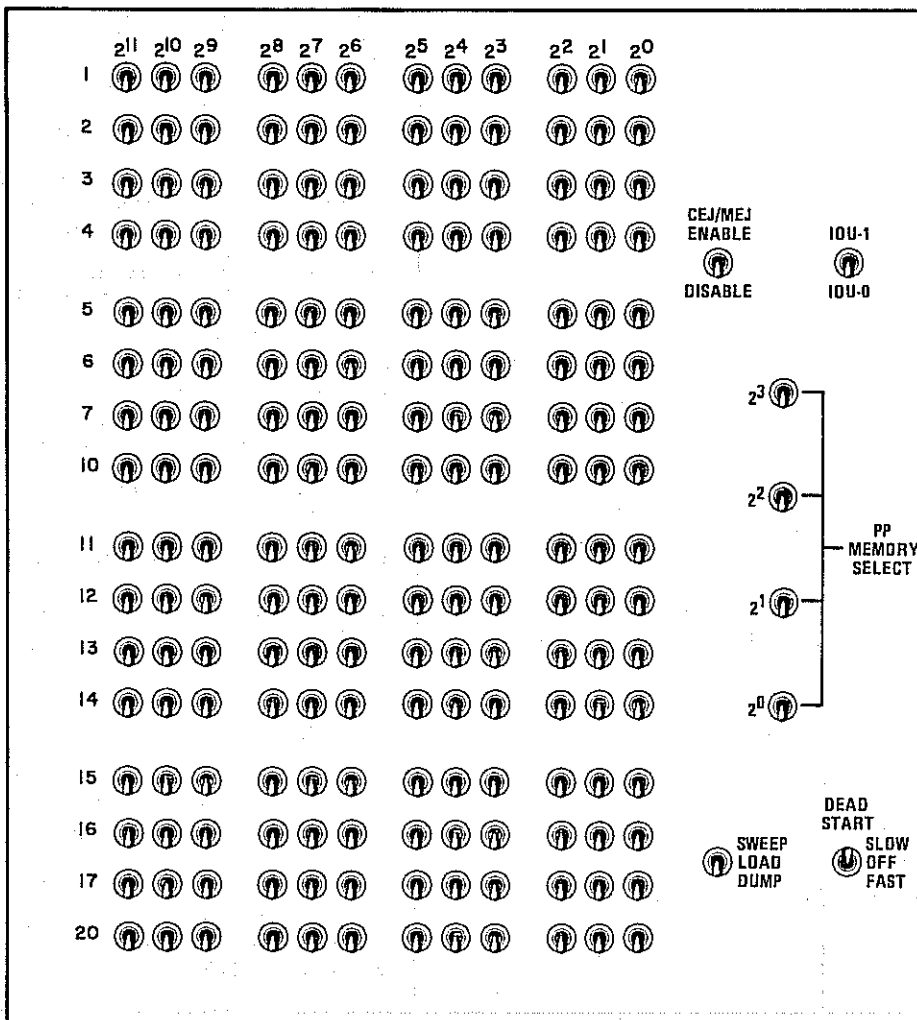 2¹¹ 2¹⁰ 2⁹ 2⁸ 2⁷ 2⁶ 2⁵ 2⁴ 2³ 2² 2¹ 2⁰
1
2
3
4
CEJ/MEJ
ENABLE
DISABLE
IOU-1
IOU-0
5
6
7
10
2³
2²
2¹
2⁰
PP
MEMORY
SELECT
11
12
13
14
15
16
17
20
SWEEP
LOAD
DUMP
DEAD
START
SLOW
OFF
FAST